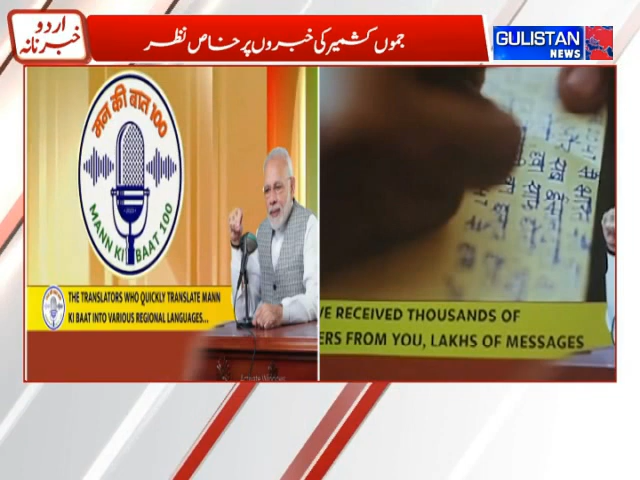 اردو
خبرنامہ
جموں کشمیر کی خبروں پر خاص نظر
GULISTAN
NEWS
मन की बात 100
MANN KI BAAT 100
THE TRANSLATORS WHO QUICKLY TRANSLATE MANN
KI BAAT INTO VARIOUS REGIONAL LANGUAGES...
VE RECEIVED THOUSANDS OF
ERS FROM YOU, LAKHS OF MESSAGES
Activate Windows